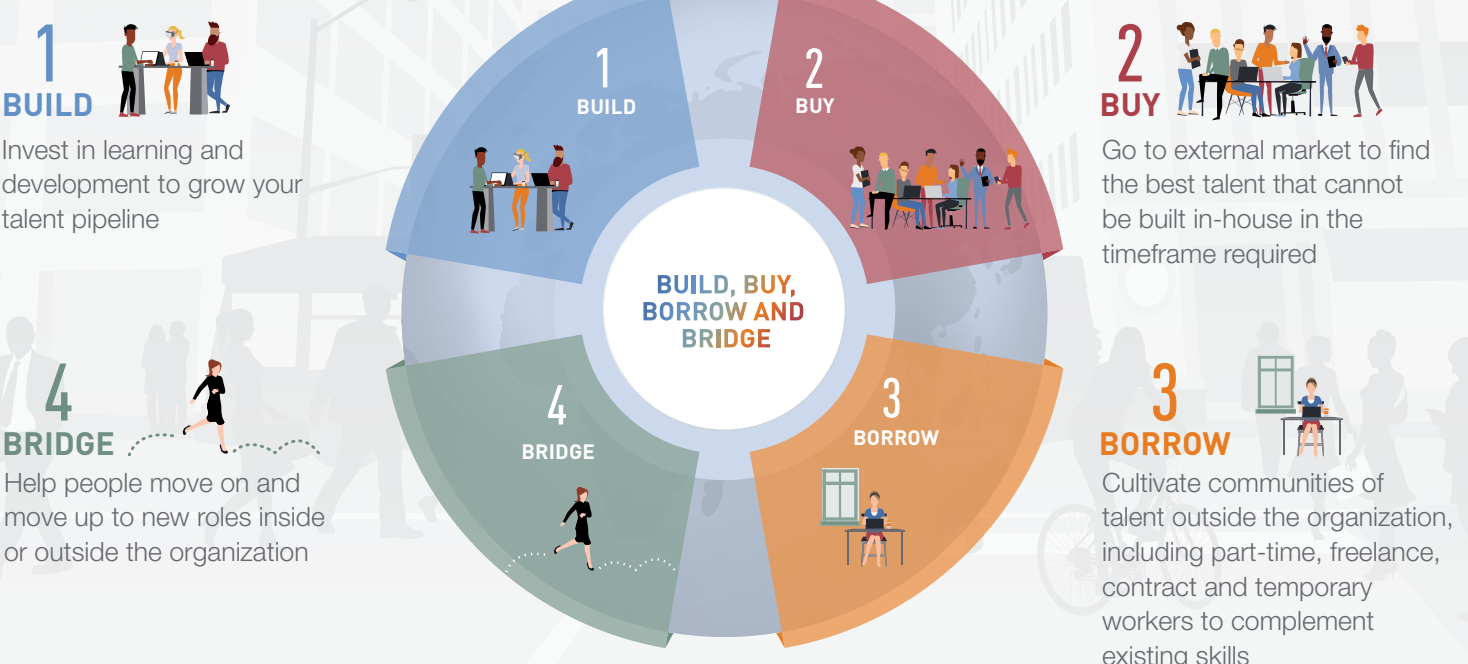 1
BUILD
Invest in learning and
development to grow your
talent pipeline
4
BRIDGE
Help people move on and
move up to new roles inside
or outside the organization
1
BUILD
2
BUY
BUILD, BUY,
BORROW AND
BRIDGE
4
BRIDGE
3
BORROW
2
BUY
Go to external market to find
the best talent that cannot
be built in-house in the
timeframe required
3
BORROW
Cultivate communities of
talent outside the organization,
including part-time, freelance,
contract and temporary
workers to complement
existing skills